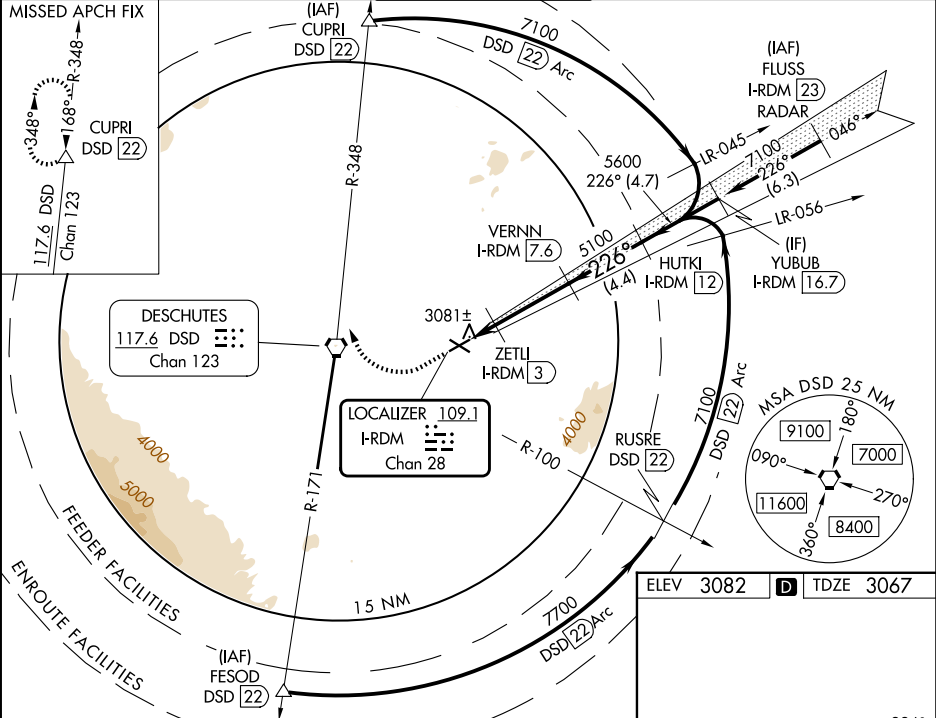 MISSED APCH FIX
R-348
348°
168°
CUPRI
DSD 22
117.6 DSD
Chan 123
(IAF)
CUPRI
DSD 22
7100
DSD 22 Arc
(IAF)
FLUSS
I-RDM 23
RADAR
R-348
LR-045
046°
7100
226°
(6.3)
5600
226° (4.7)
LR-056
VERNN
I-RDM 7.6
5100
226°
(4.4)
HUTKI
I-RDM 12
(IF)
YUBUB
I-RDM 16.7
DESCHUTES
117.6 DSD
Chan 123
3081±
ZETLI
I-RDM 3
LOCALIZER 109.1
I-RDM
Chan 28
7100
DSD 22 Arc
MSA DSD 25 NM
9100
180°
7000
090°
270°
11600
8400
360°
4000
5000
4000
R-100
RUSRE
DSD 22
R-171
FEEDER FACILITIES
ENROUTE FACILITIES
15 NM
7700
DSD 22 Arc
(IAF)
FESOD
DSD 22
ELEV 3082 D TDZE 3067